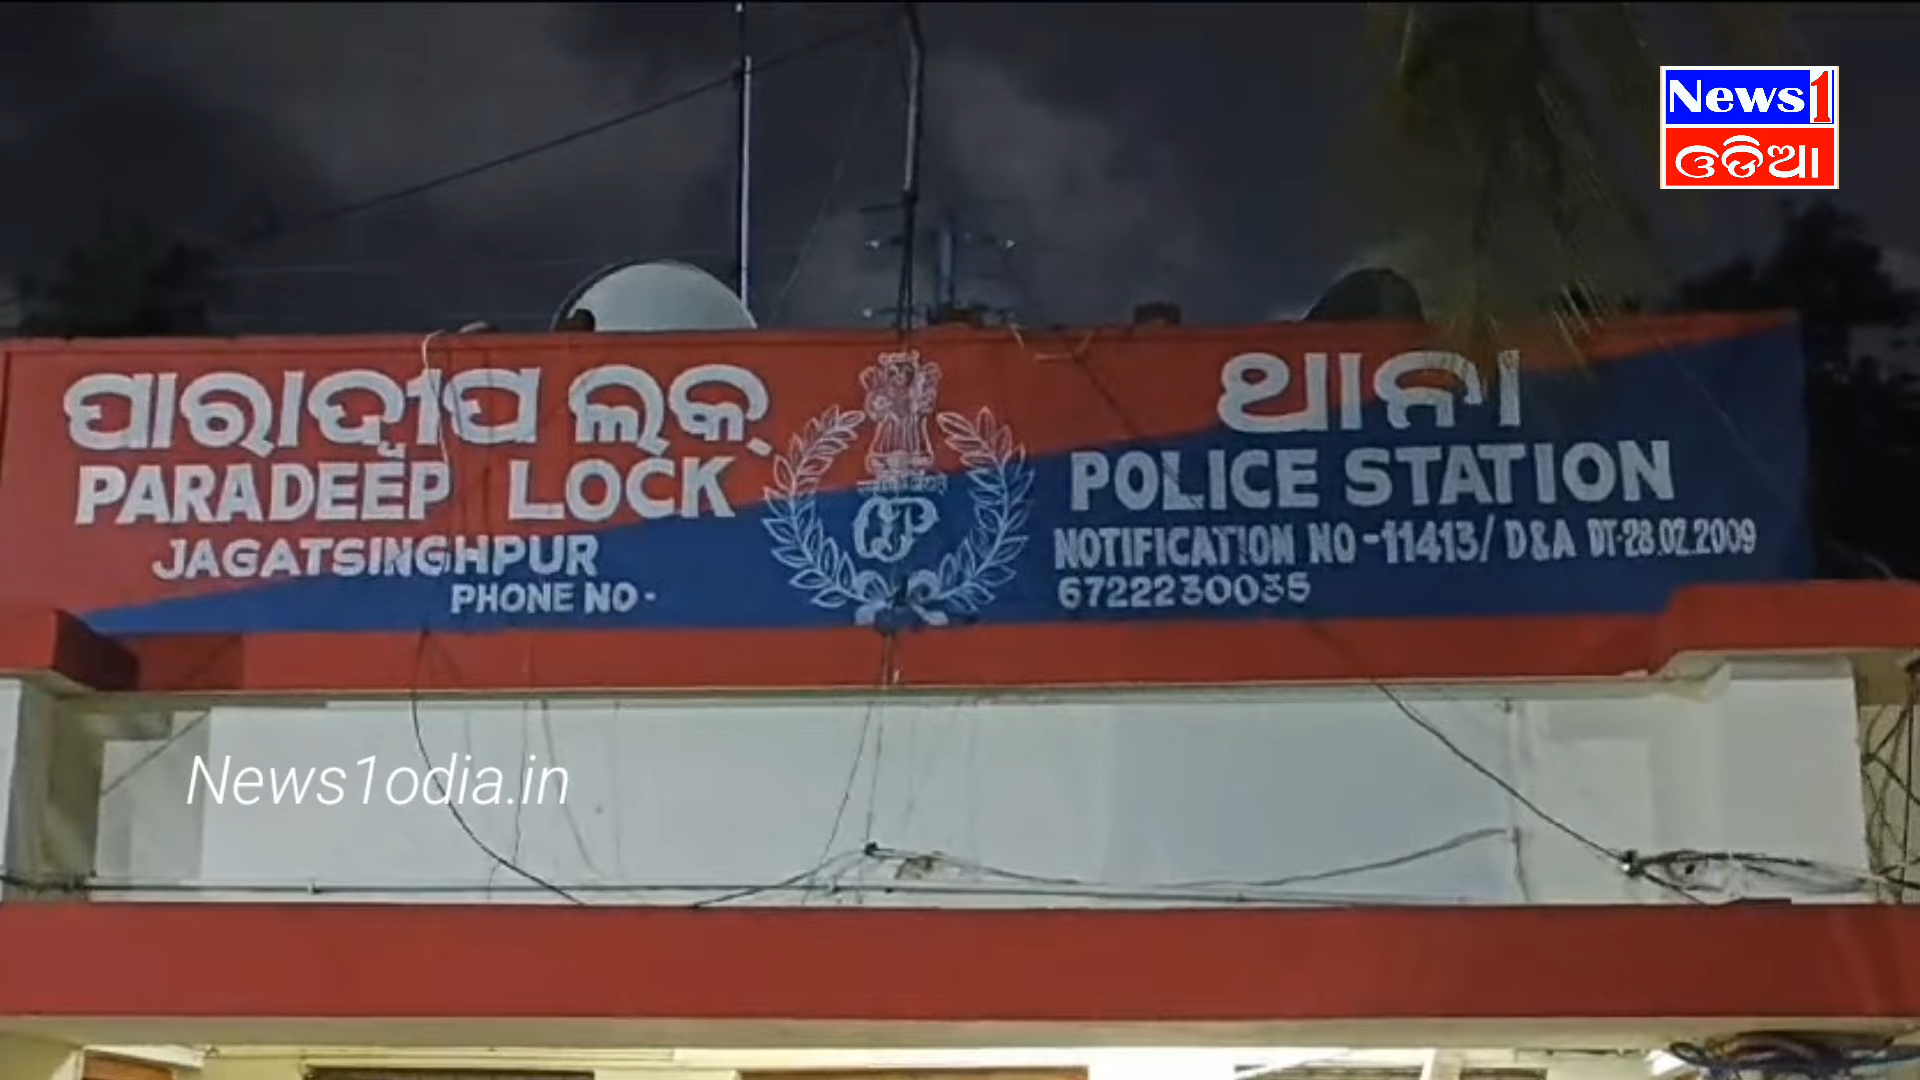 News1
ଓଡିଆ
ପାରାଦ୍ୱୀପ ଲକ୍ ଥାନା
PARADEEP LOCK POLICE STATION
JAGATSINGHPUR NOTIFICATION NO-11413/ D&A DT-28.02.2009
PHONE NO- 6722230035
News1odia.in